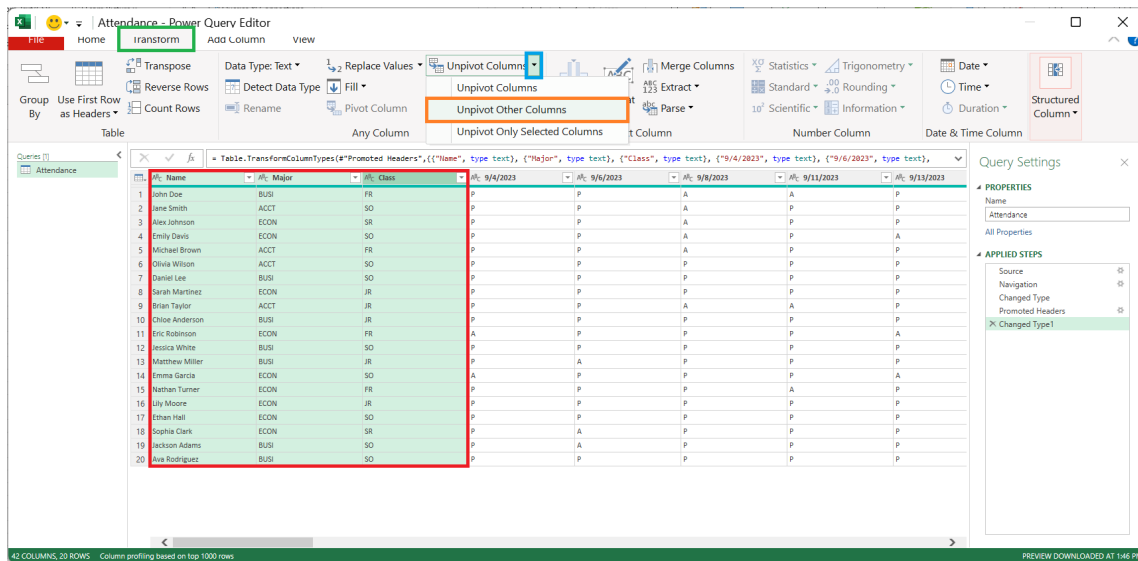 Attendance - Power Query Editor
File Home Transform Add Column View
Transpose Data Type: Text 1 2 Replace Values Unpivot Columns Merge Columns Statistics Trigonometry Date
Reverse Rows Detect Data Type Fill Unpivot Columns ABC 123 Extract Standard .00 Rounding Time
Group By Use First Row as Headers Count Rows Rename Pivot Column Unpivot Other Columns abc Parse 10² Scientific Information Duration Structured Column
Unpivot Only Selected Columns
Table Any Column Column Number Column Date & Time Column
Queries [1]
Attendance
fx = Table.TransformColumnTypes(#"Promoted Headers",{{"Name", type text}, {"Major", type text}, {"Class", type text}, {"9/4/2023", type text}, {"9/6/2023", type text},
Name Major Class 9/4/2023 9/6/2023 9/8/2023 9/11/2023 9/13/2023
1 John Doe BUSI FR P P A A P
2 Jane Smith ACCT SO P P A P P
3 Alex Johnson ECON SR P P A P P
4 Emily Davis ECON SO P P A P A
5 Michael Brown ACCT FR P P A P P
6 Olivia Wilson ACCT SO P P P P P
7 Daniel Lee BUSI SO P P P P P
8 Sarah Martinez ECON JR P P P P P
9 Brian Taylor ACCT JR P P A A P
10 Chloe Anderson BUSI JR P P P P P
11 Eric Robinson ECON FR A P P P A
12 Jessica White BUSI SO P P P P P
13 Matthew Miller BUSI JR P A P P P
14 Emma Garcia ECON SO A P P P A
15 Nathan Turner ECON FR P P P A P
16 Lily Moore ECON JR P P P P P
17 Ethan Hall ECON SO P P P P P
18 Sophia Clark ECON SR P A P P P
19 Jackson Adams BUSI SO P A P P P
20 Ava Rodriguez BUSI SO P P P P P
Query Settings
PROPERTIES
Name
Attendance
All Properties
APPLIED STEPS
Source
Navigation
Changed Type
Promoted Headers
Changed Type1
42 COLUMNS, 20 ROWS Column profiling based on top 1000 rows
PREVIEW DOWNLOADED AT 1:46 PM